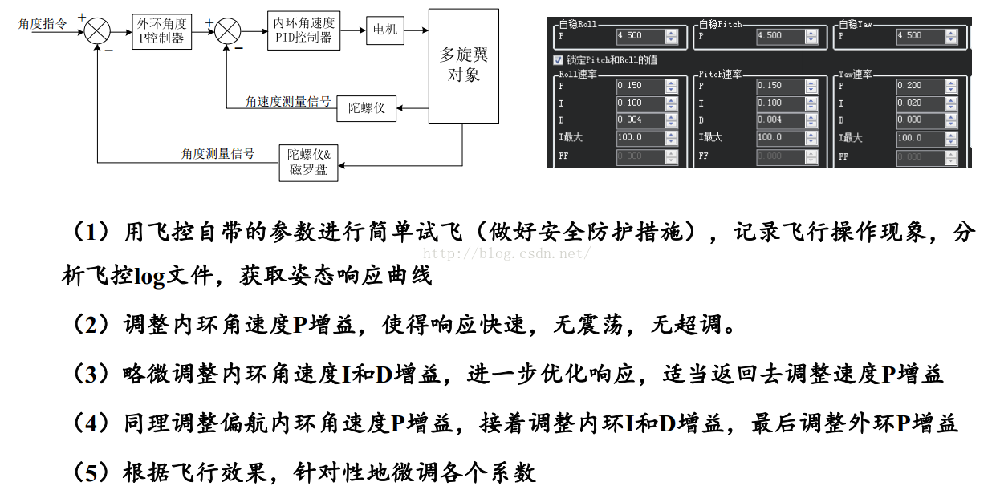 角度指令
+
−
外环角度
P控制器
+
−
内环角速度
PID控制器
电机
多旋翼
对象
角速度测量信号
陀螺仪
角度测量信号
陀螺仪&
磁罗盘
自稳Roll
P 4.500
自稳Pitch
P 4.500
自稳Yaw
P 4.500
锁定Pitch和Roll的值
Roll速率
P 0.150
I 0.100
D 0.004
I最大 100.0
FF 0.000
Pitch速率
P 0.150
I 0.100
D 0.004
I最大 100.0
FF 0.000
Yaw速率
P 0.200
I 0.020
D 0.000
I最大 100.0
FF 0.000
（1）用飞控自带的参数进行简单试飞（做好安全防护措施），记录飞行操作现象，分
http://blog.csdn.net/
析飞控log文件，获取姿态响应曲线
（2）调整内环角速度P增益，使得响应快速，无震荡，无超调。
（3）略微调整内环角速度I和D增益，进一步优化响应，适当返回去调整速度P增益
（4）同理调整偏航内环角速度P增益，接着调整内环I和D增益，最后调整外环P增益
（5）根据飞行效果，针对性地微调各个系数